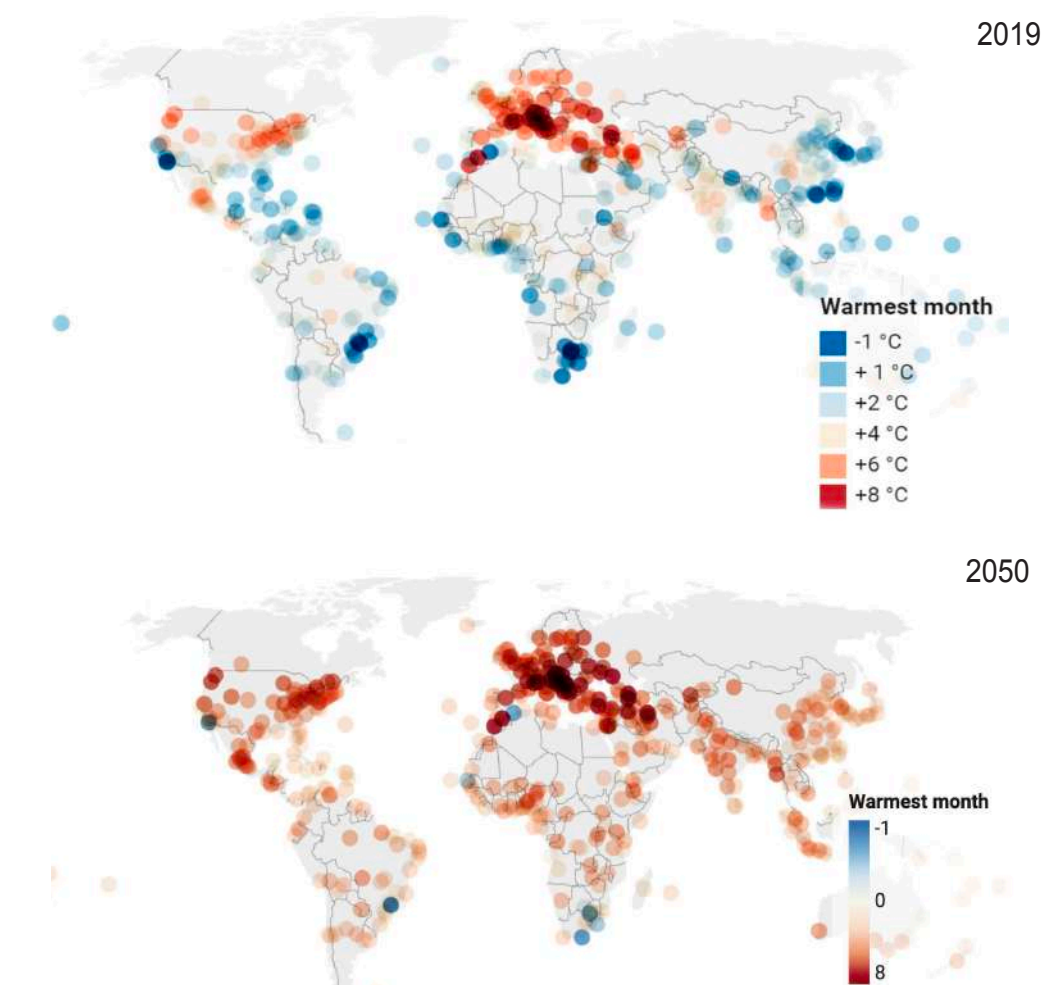 2019
Warmest month
-1 °C
+ 1 °C
+2 °C
+4 °C
+6 °C
+8 °C
2050
Warmest month
-1
0
8